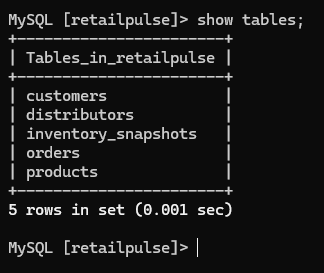 MySQL [retailpulse]> show tables;
+-----------------------+
| Tables_in_retailpulse |
+-----------------------+
| customers             |
| distributors          |
| inventory_snapshots   |
| orders                |
| products              |
+-----------------------+
5 rows in set (0.001 sec)
MySQL [retailpulse]>